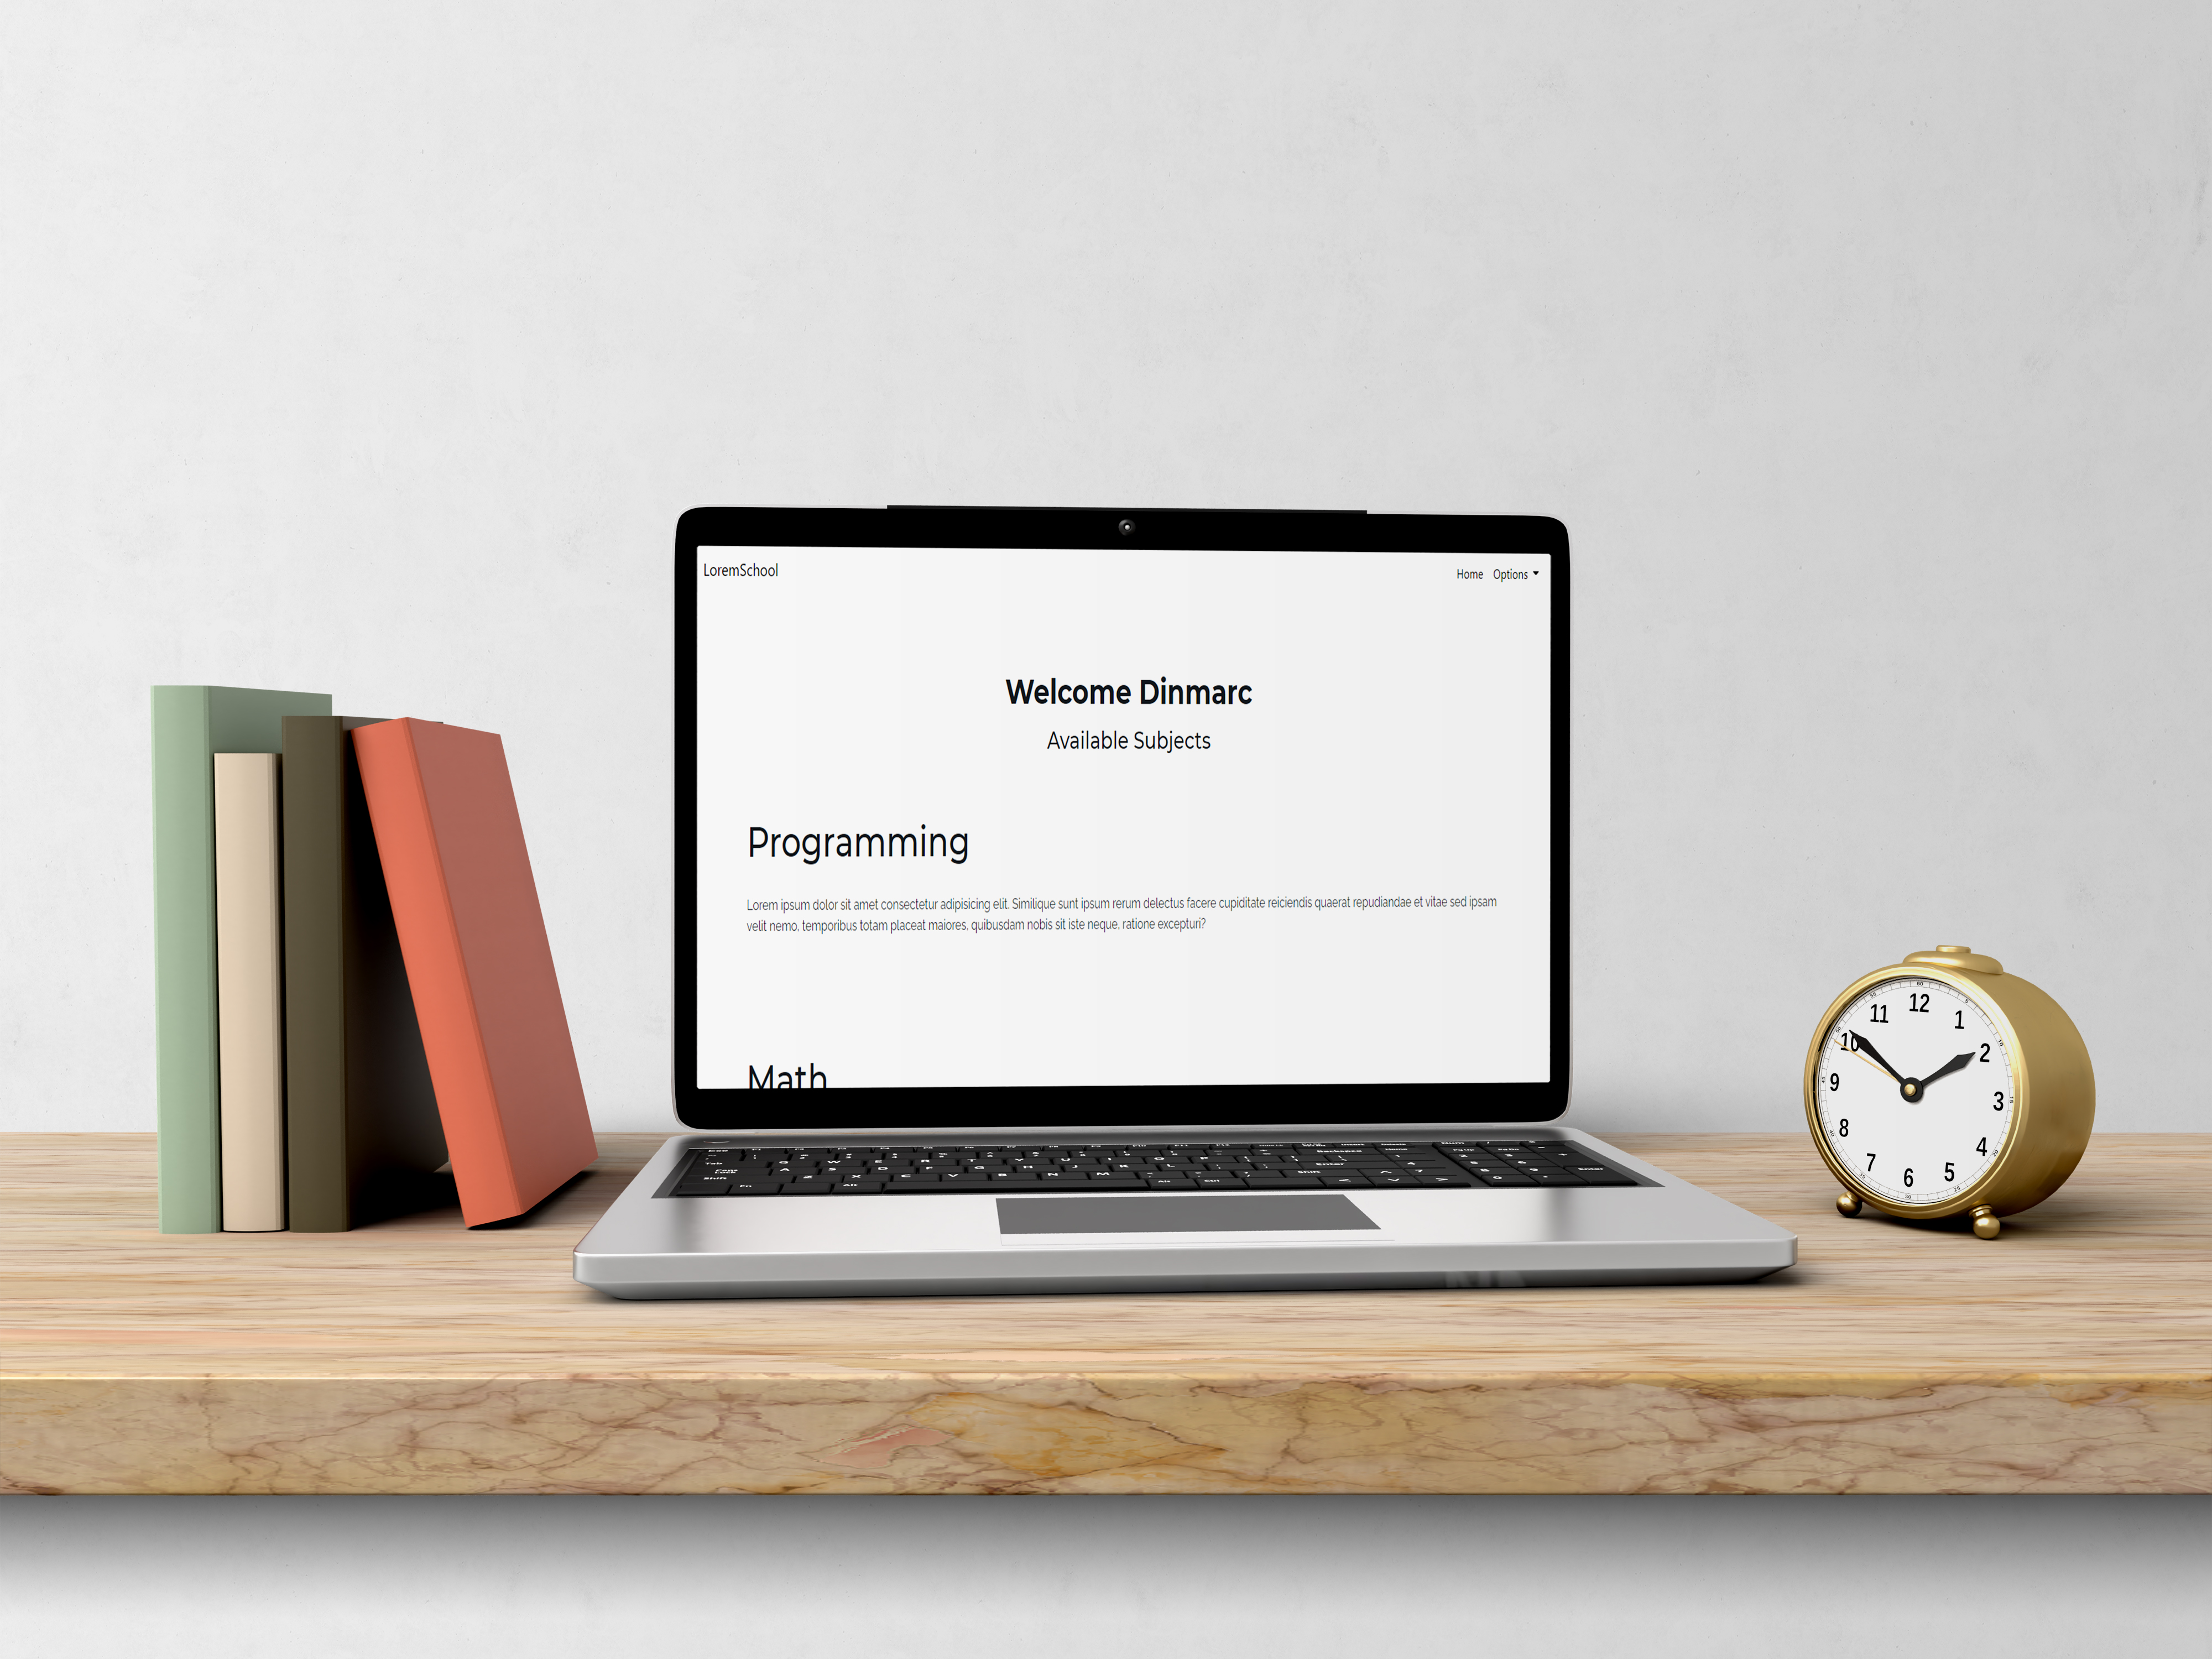 LoremSchool
Home Options
Welcome Dinmarc
Available Subjects
Programming
Lorem ipsum dolor sit amet consectetur adipisicing elit. Similique sunt ipsum rerum delectus facere cupiditate reiciendis quaerat repudiandae et vitae sed ipsam
velit nemo, temporibus totam placeat maiores, quibusdam nobis sit iste neque, ratione excepturi?
Math
12
11 1
10 2
9 3
8 4
7 5
6